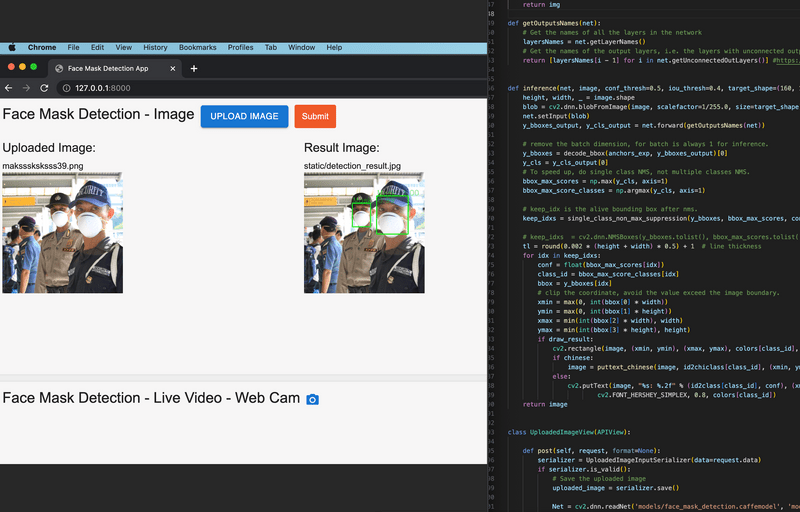 Chrome File Edit View History Bookmarks Profiles Tab Window Help
Face Mask Detection App
127.0.0.1:8000
Face Mask Detection - Image UPLOAD IMAGE Submit
Uploaded Image:
maksssksksss39.png
Result Image:
static/detection_result.jpg
SECURITY
Face Mask Detection - Live Video - Web Cam
return img
def getOutputsNames(net):
# Get the names of all the layers in the network
layersNames = net.getLayerNames()
# Get the names of the output layers, i.e. the layers with unconnected
return [layersNames[i - 1] for i in net.getUnconnectedOutLayers()] #https:
def inference(net, image, conf_thresh=0.5, iou_thresh=0.4, target_shape=(160,
height, width, _ = image.shape
blob = cv2.dnn.blobFromImage(image, scalefactor=1/255.0, size=target_shape
net.setInput(blob)
y_bboxes_output, y_cls_output = net.forward(getOutputsNames(net))
# remove the batch dimension, for batch is always 1 for inference.
y_bboxes = decode_bbox(anchors_exp, y_bboxes_output)[0]
y_cls = y_cls_output[0]
# To speed up, do single class NMS, not multiple classes NMS.
bbox_max_scores = np.max(y_cls, axis=1)
bbox_max_score_classes = np.argmax(y_cls, axis=1)
# keep_idx is the alive bounding box after nms.
keep_idxs = single_class_non_max_suppression(y_bboxes, bbox_max_scores,
# keep_idxs = cv2.dnn.NMSBoxes(y_bboxes.tolist(), bbox_max_scores.tolist(
tl = round(0.002 * (height + width) * 0.5) + 1 # line thickness
for idx in keep_idxs:
conf = float(bbox_max_scores[idx])
class_id = bbox_max_score_classes[idx]
bbox = y_bboxes[idx]
# clip the coordinate, avoid the value exceed the image boundary.
xmin = max(0, int(bbox[0] * width))
ymin = max(0, int(bbox[1] * height))
xmax = min(int(bbox[2] * width), width)
ymax = min(int(bbox[3] * height), height)
if draw_result:
cv2.rectangle(image, (xmin, ymin), (xmax, ymax), colors[class_id],
if chinese:
image = puttext_chinese(image, id2chiclass[class_id], (xmin,
else:
cv2.putText(image, "%s: %.2f" % (id2class[class_id], conf),
cv2.FONT_HERSHEY_SIMPLEX, 0.8, colors[class_id])
return image
class UploadedImageView(APIView):
def post(self, request, format=None):
serializer = UploadedImageInputSerializer(data=request.data)
if serializer.is_valid():
# Save the uploaded image
uploaded_image = serializer.save()
Net = cv2.dnn.readNet('models/face_mask_detection.caffemodel',